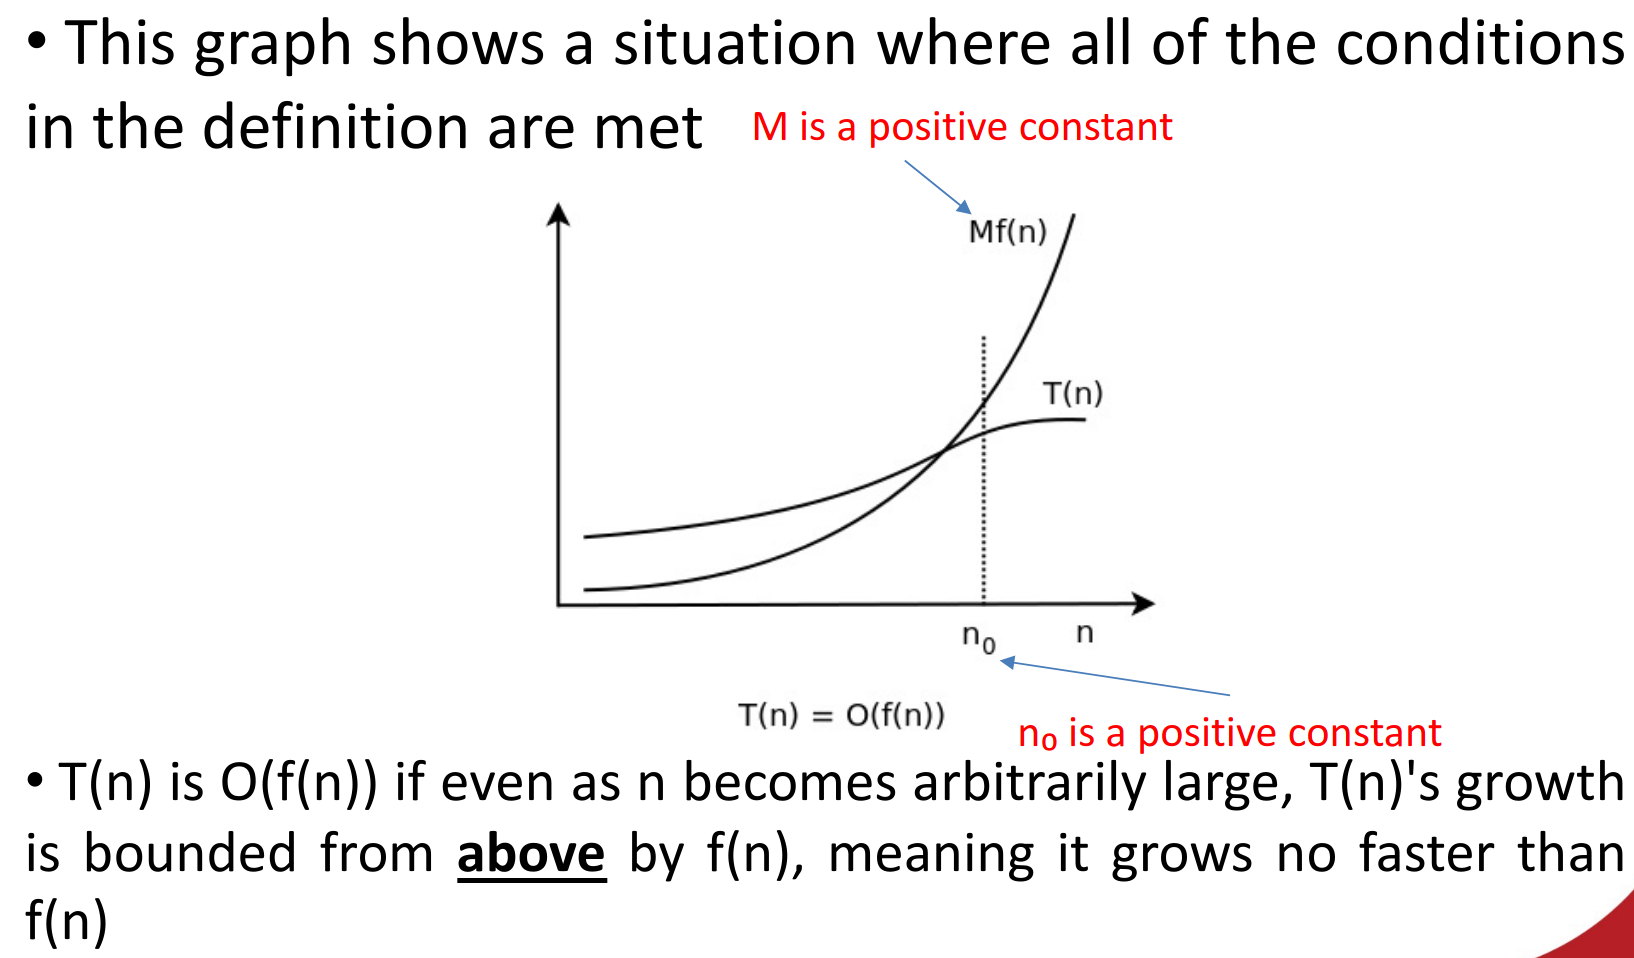 • This graph shows a situation where all of the conditions
in the definition are met
M is a positive constant
Mf(n)
T(n)
n₀
n
T(n) = O(f(n))
n₀ is a positive constant
• T(n) is O(f(n)) if even as n becomes arbitrarily large, T(n)'s growth
is bounded from above by f(n), meaning it grows no faster than
f(n)